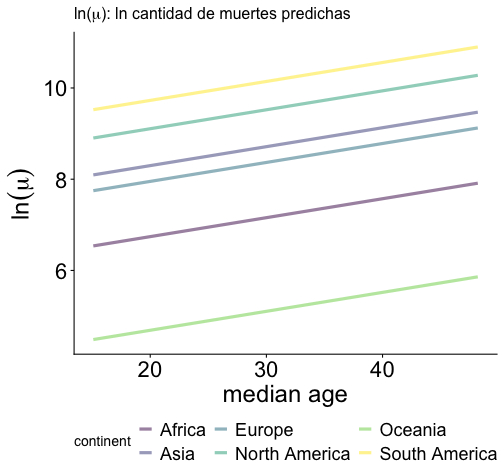 ln(μ): ln cantidad de muertes predichas
ln(μ)
10
8
6
20 30 40
median age
continent
Africa Europe Oceania
Asia North America South America